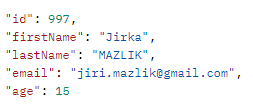 "id": 997,
"firstName": "Jirka",
"lastName": "MAZLIK",
"email": "jiri.mazlik@gmail.com",
"age": 15